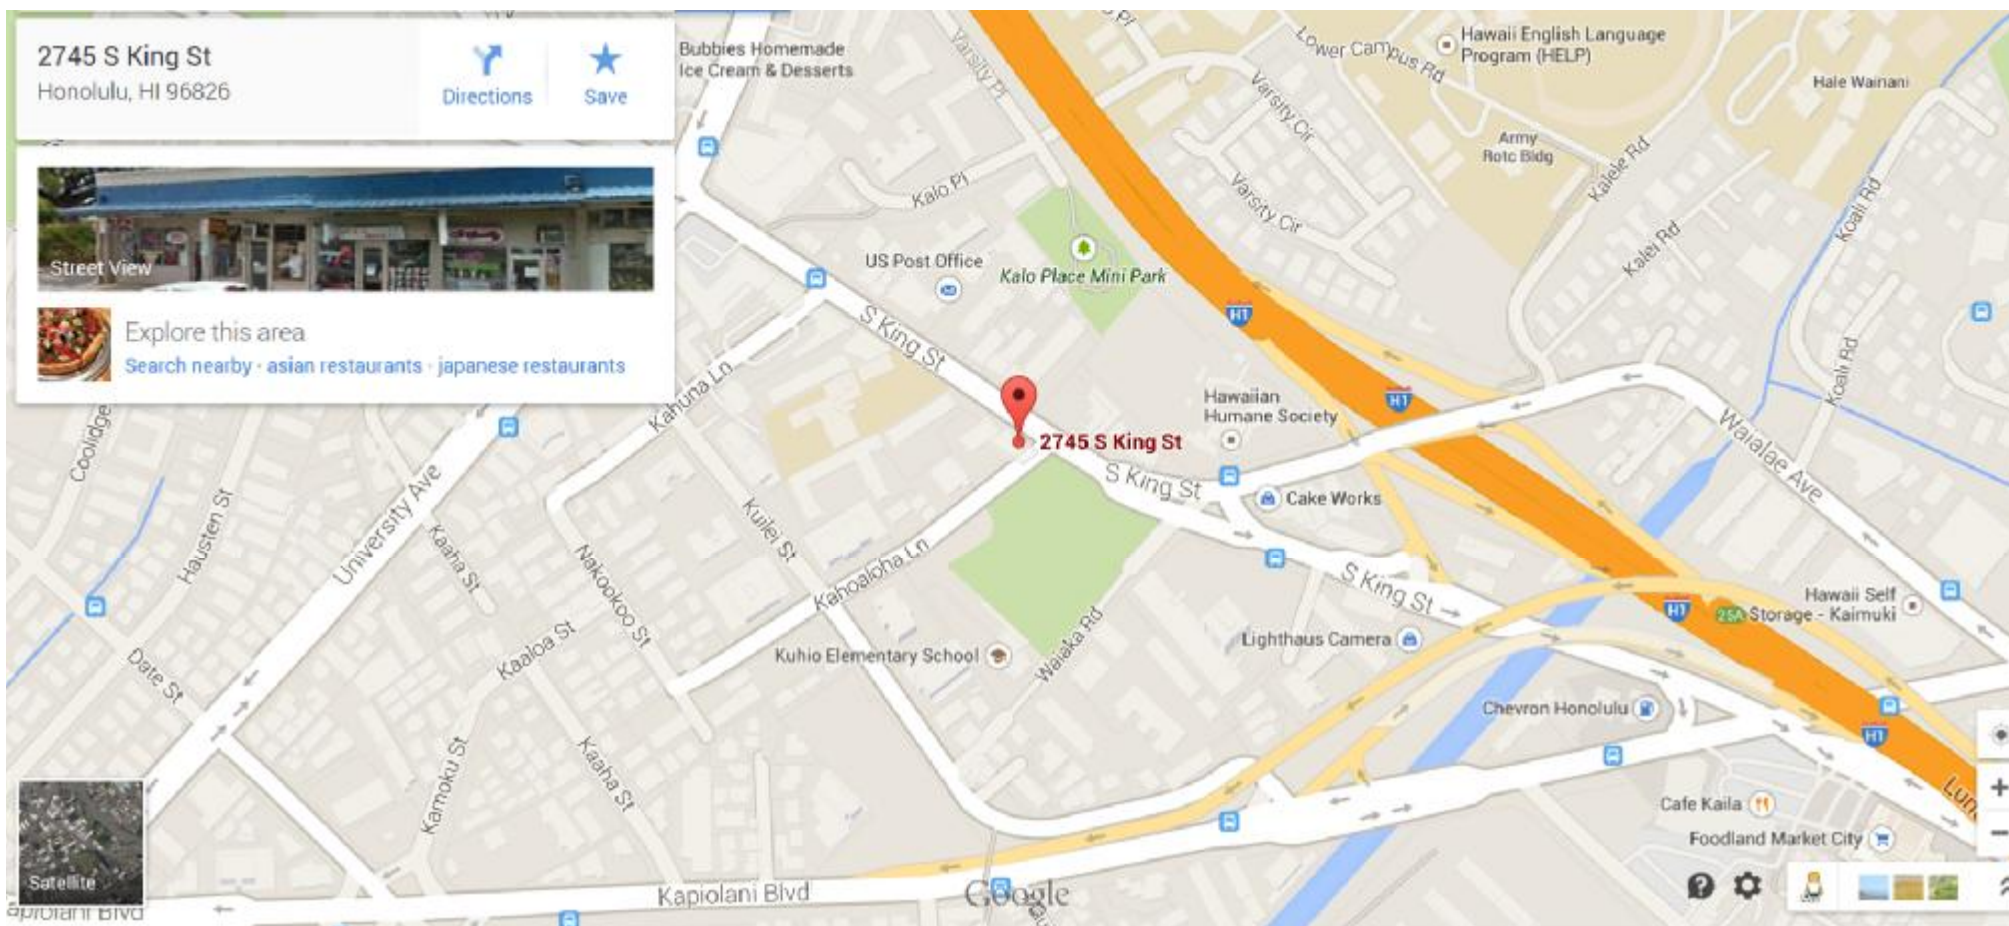 2745 S King St
Honolulu, HI 96826
Directions
Save
Street View
Explore this area
Search nearby · asian restaurants · japanese restaurants
Bubbies Homemade
Ice Cream & Desserts
Varsity Pl
Lower Campus Rd
Hawaii English Language
Program (HELP)
Hale Wainani
Varsity Cir
Army
Rotc Bldg
Kalele Rd
Kalo Pl
Varsity Cir
Koali Rd
Kalei Rd
US Post Office
Kalo Place Mini Park
H1
S King St
Koali Rd
Kahuna Ln
Hawaiian
Humane Society
H1
Waialae Ave
Coolidge
2745 S King St
S King St
Cake Works
University Ave
Hausten St
Kuilei St
Kaaha St
Nakookoo St
Kahoaloha Ln
S King St
H1
25A
Hawaii Self
Storage - Kaimuki
Lighthaus Camera
Kuhio Elementary School
Waiaka Rd
Kaaloa St
Date St
Chevron Honolulu
H1
Kamoku St
Kaaha St
Cafe Kaila
Foodland Market City
Satellite
Kapiolani Blvd
Google